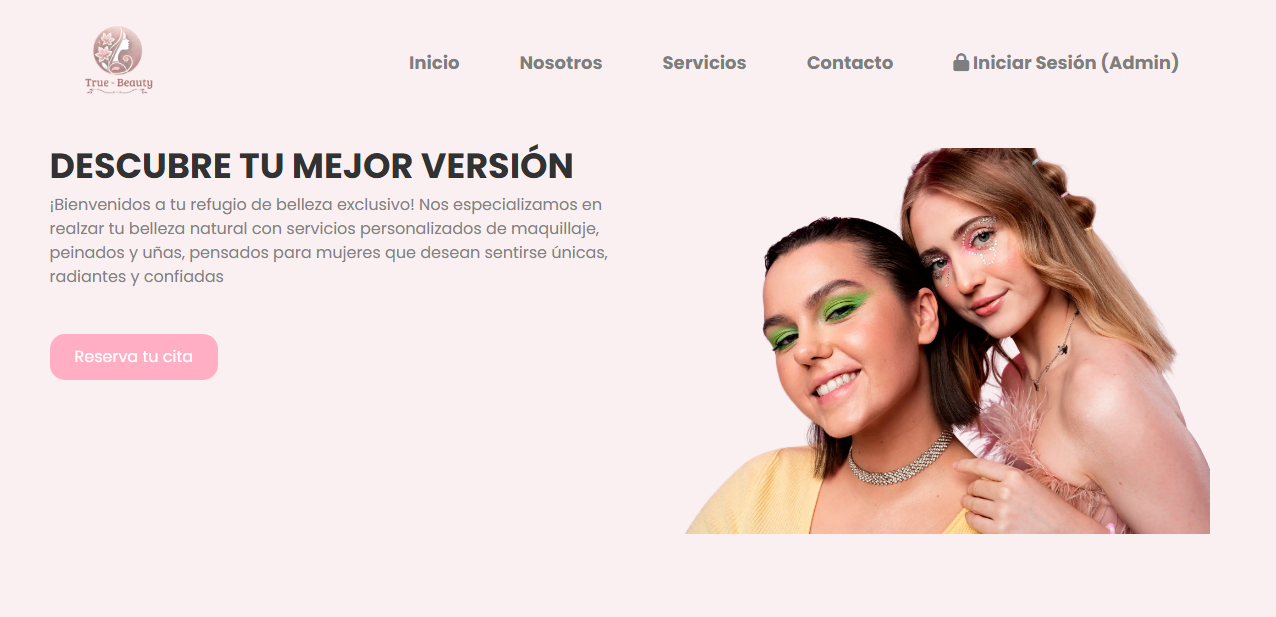 True - Beauty
Inicio
Nosotros
Servicios
Contacto
Iniciar Sesión (Admin)
DESCUBRE TU MEJOR VERSIÓN
¡Bienvenidos a tu refugio de belleza exclusivo! Nos especializamos en
realzar tu belleza natural con servicios personalizados de maquillaje,
peinados y uñas, pensados para mujeres que desean sentirse únicas,
radiantes y confiadas
Reserva tu cita